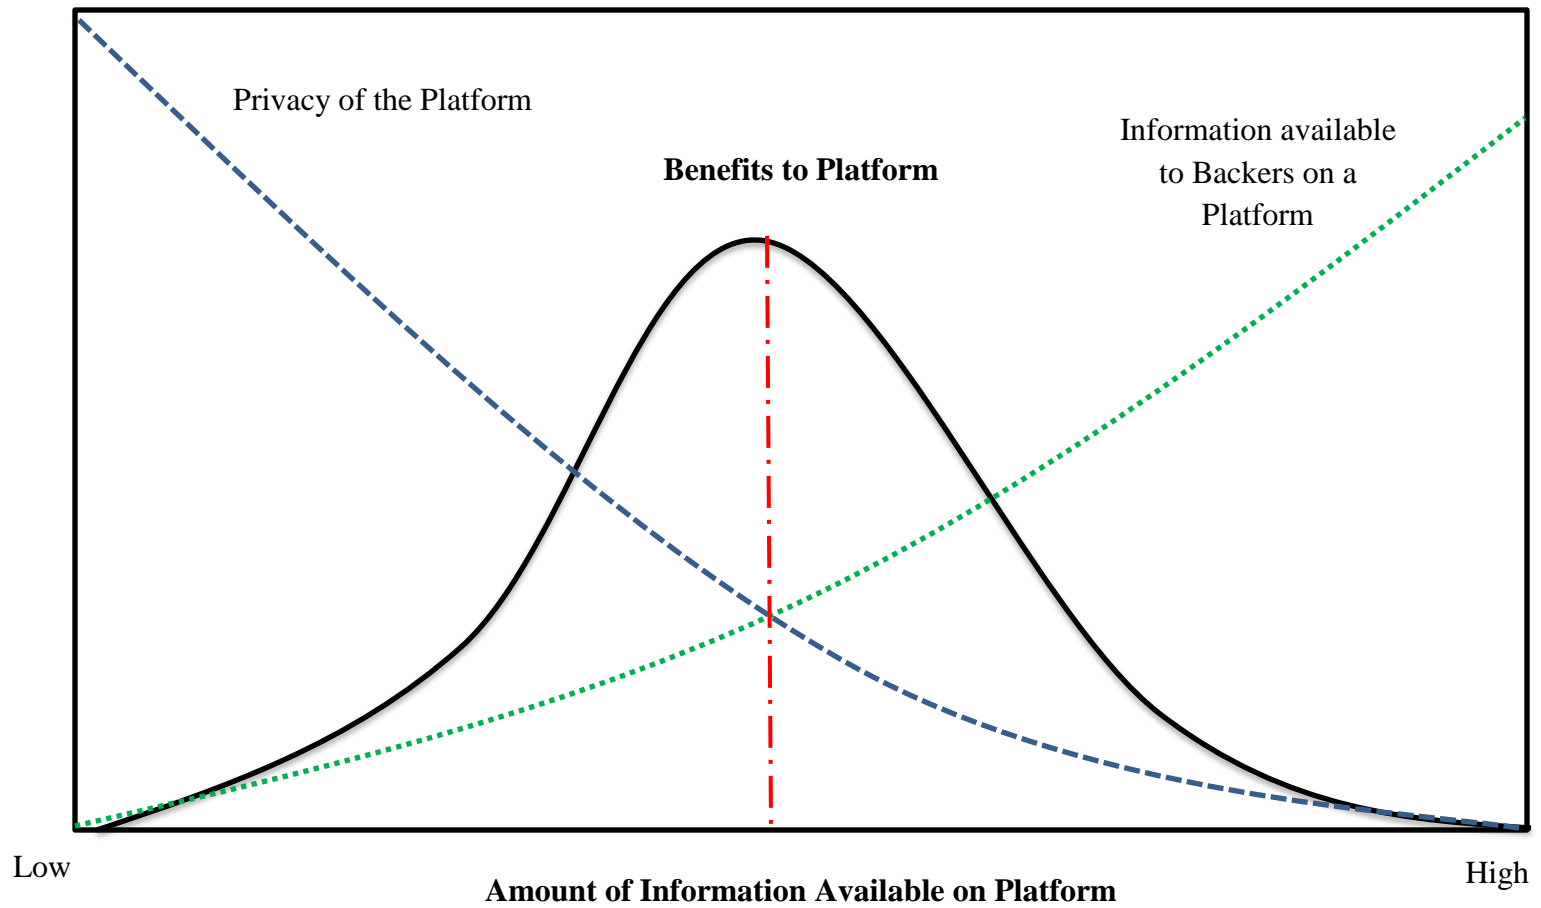 Privacy of the Platform
Information available
to Backers on a
Platform
Benefits to Platform
Low
High
Amount of Information Available on Platform